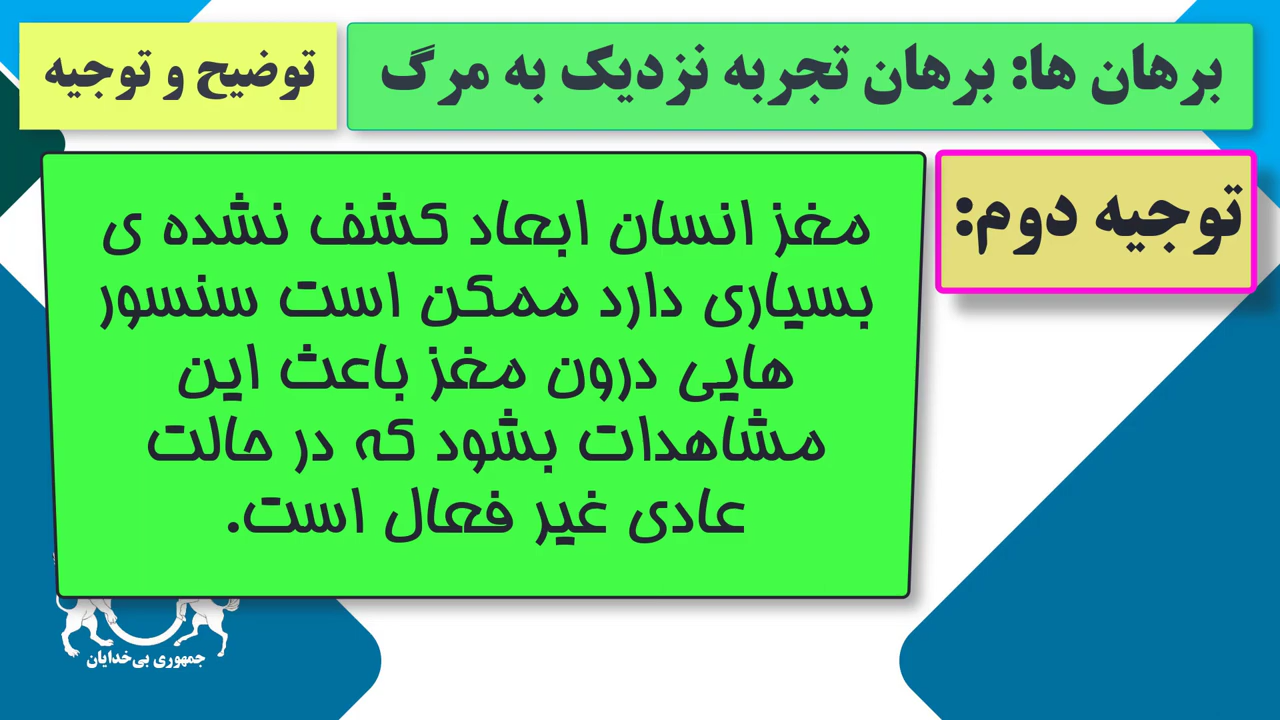 برهان ها: برهان تجربه نزدیک به مرگ
توضیح و توجیه
توجیه دوم:
مغز انسان ابعاد کشف نشده ی
بسیاری دارد ممکن است سنسور
هایی درون مغز باعث این
مشاهدات بشود که در حالت
عادی غیر فعال است.
جمهوری بی‌خدایان